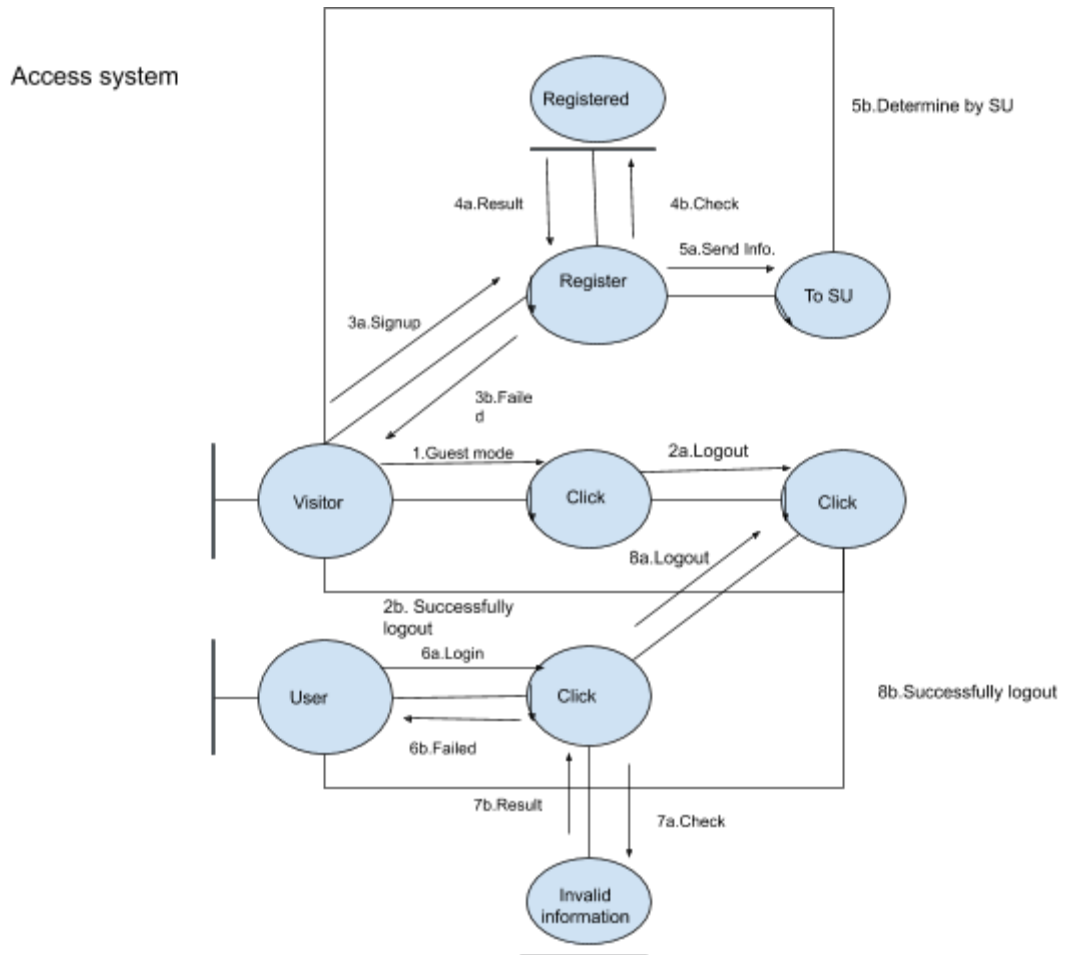 Access system
Registered
5b.Determine by SU
4a.Result
4b.Check
5a.Send Info.
Register
To SU
3a.Signup
3b.Faile
d
1.Guest mode
2a.Logout
Visitor
Click
Click
8a.Logout
2b. Successfully
logout
6a.Login
User
Click
8b.Successfully logout
6b.Failed
7b.Result
7a.Check
Invalid
information